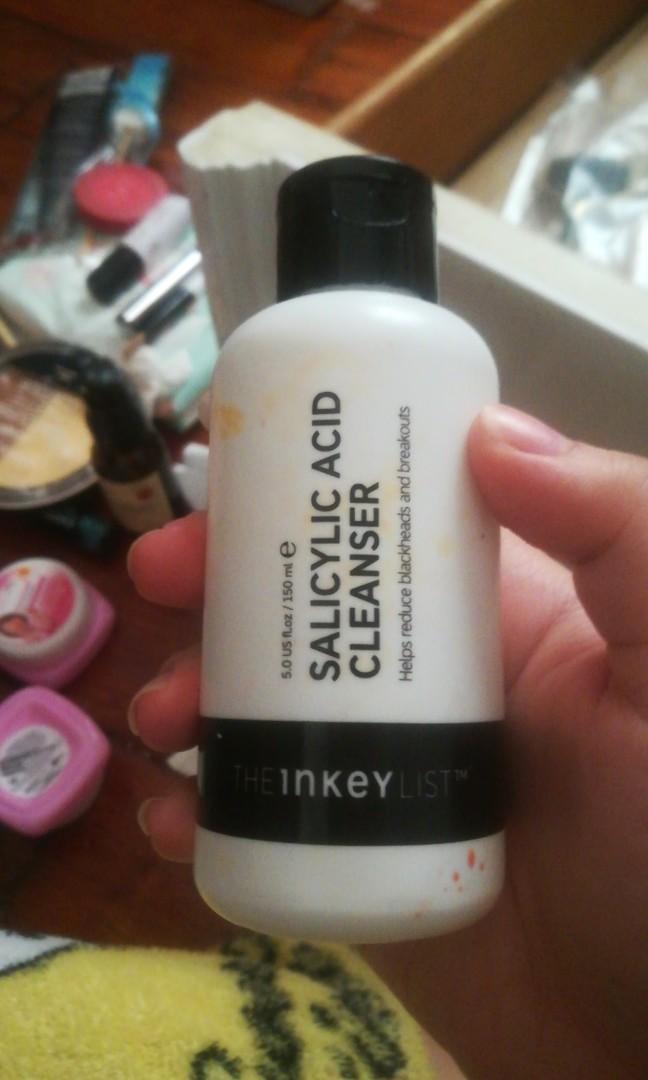 5.0 US fl.oz / 150 ml ℮
SALICYLIC ACID
CLEANSER
Helps reduce blackheads and breakouts
THE INKEY LIST™